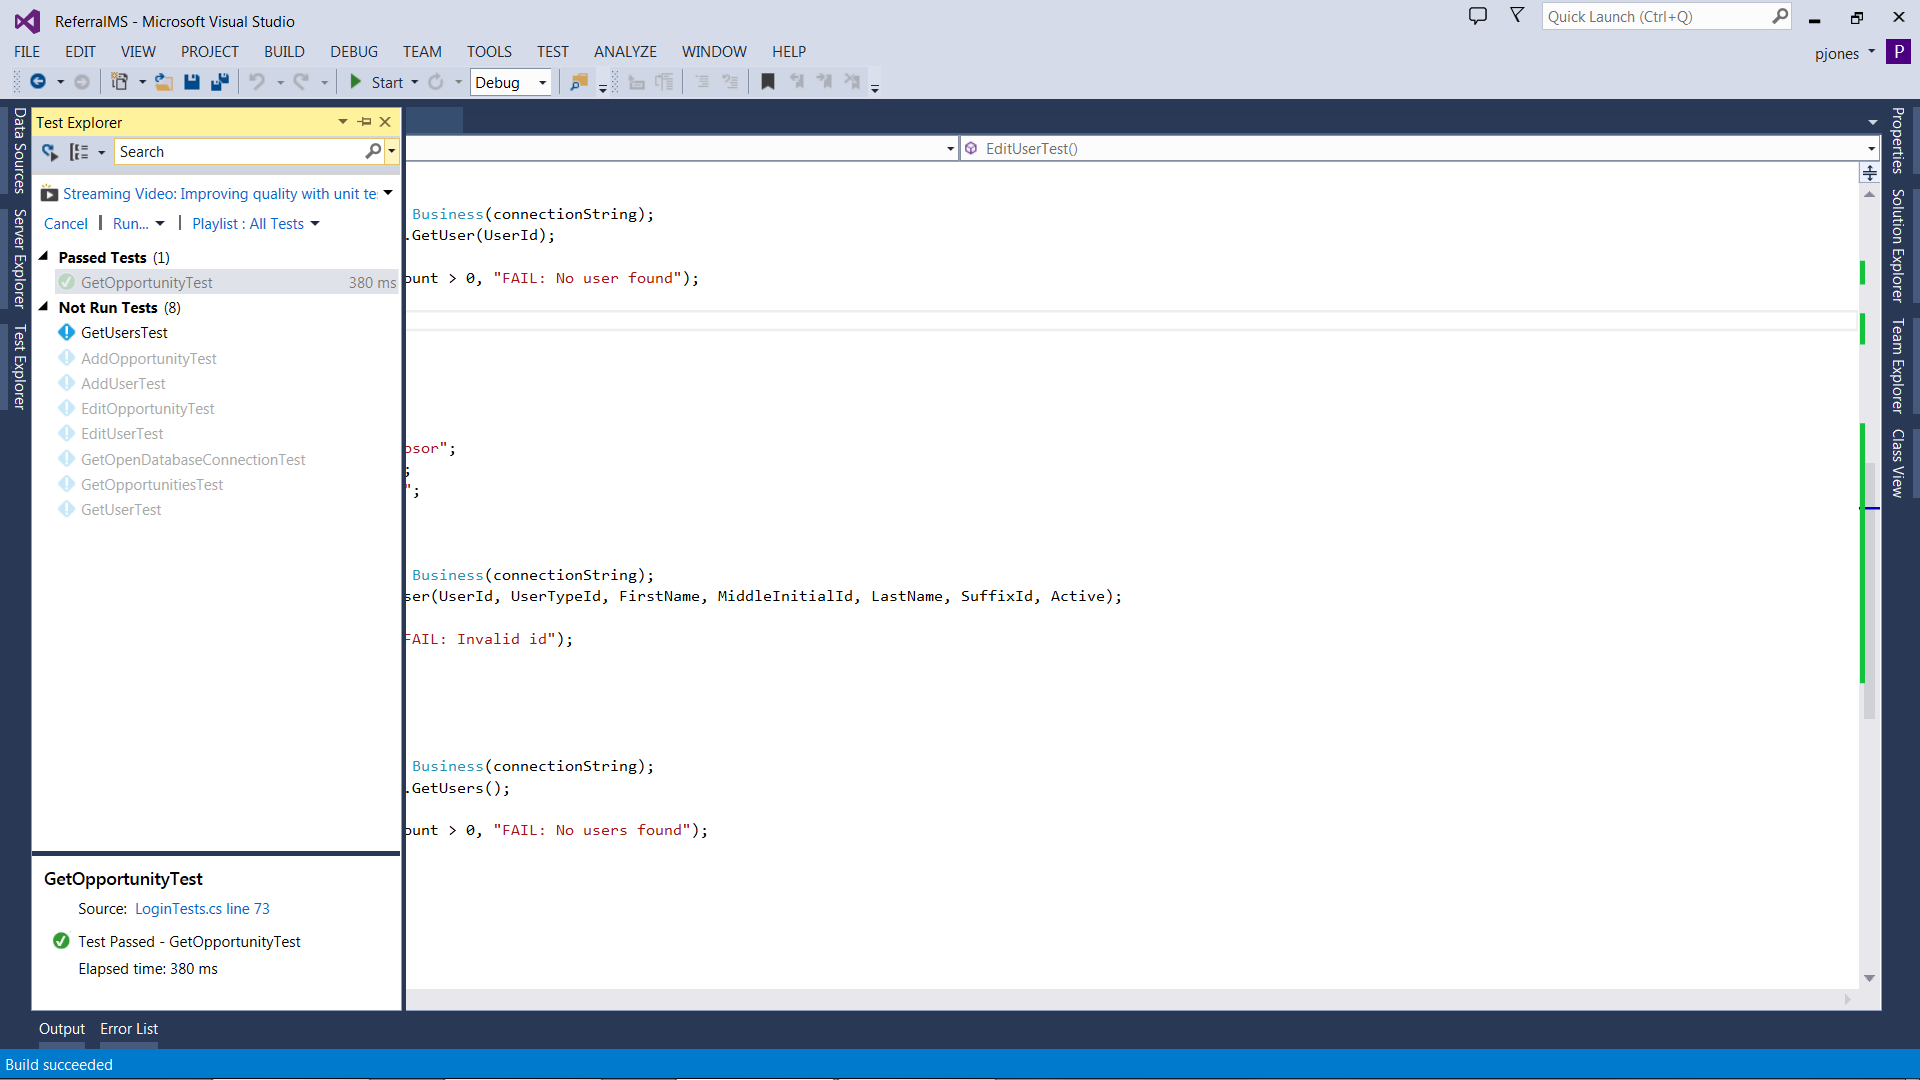 ReferralMS - Microsoft Visual Studio
Quick Launch (Ctrl+Q)
FILE EDIT VIEW PROJECT BUILD DEBUG TEAM TOOLS TEST ANALYZE WINDOW HELP
pjones P
Start Debug
Data Sources
Server Explorer
Test Explorer
Test Explorer
Search
Streaming Video: Improving quality with unit te
Cancel Run... Playlist : All Tests
Passed Tests (1)
GetOpportunityTest 380 ms
Not Run Tests (8)
GetUsersTest
AddOpportunityTest
AddUserTest
EditOpportunityTest
EditUserTest
GetOpenDatabaseConnectionTest
GetOpportunitiesTest
GetUserTest
GetOpportunityTest
Source: LoginTests.cs line 73
Test Passed - GetOpportunityTest
Elapsed time: 380 ms
EditUserTest()
Business(connectionString);
.GetUser(UserId);
ount > 0, "FAIL: No user found");
osor";
;
";
Business(connectionString);
ser(UserId, UserTypeId, FirstName, MiddleInitialId, LastName, SuffixId, Active);
FAIL: Invalid id");
Business(connectionString);
.GetUsers();
ount > 0, "FAIL: No users found");
Properties
Solution Explorer
Team Explorer
Class View
Output Error List
Build succeeded